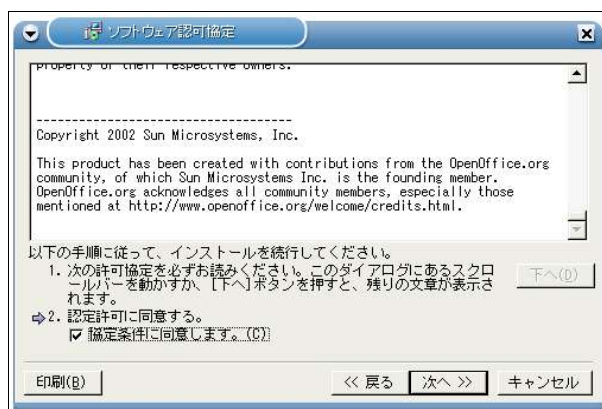 ソフトウェア認可協定
property of their respective owners.
------------------------------------
Copyright 2002 Sun Microsystems, Inc.
This product has been created with contributions from the OpenOffice.org
community, of which Sun Microsystems Inc. is the founding member.
OpenOffice.org acknowledges all community members, especially those
mentioned at http://www.openoffice.org/welcome/credits.html.
以下の手順に従って、インストールを続行してください。
1. 次の許可協定を必ずお読みください。このダイアログにあるスクロ
ールバーを動かすか、[下へ]ボタンを押すと、残りの文章が表示さ
れます。
下へ(D)
2. 認定許可に同意する。
協定条件に同意します。(C)
印刷(B)
<< 戻る
次へ >>
キャンセル